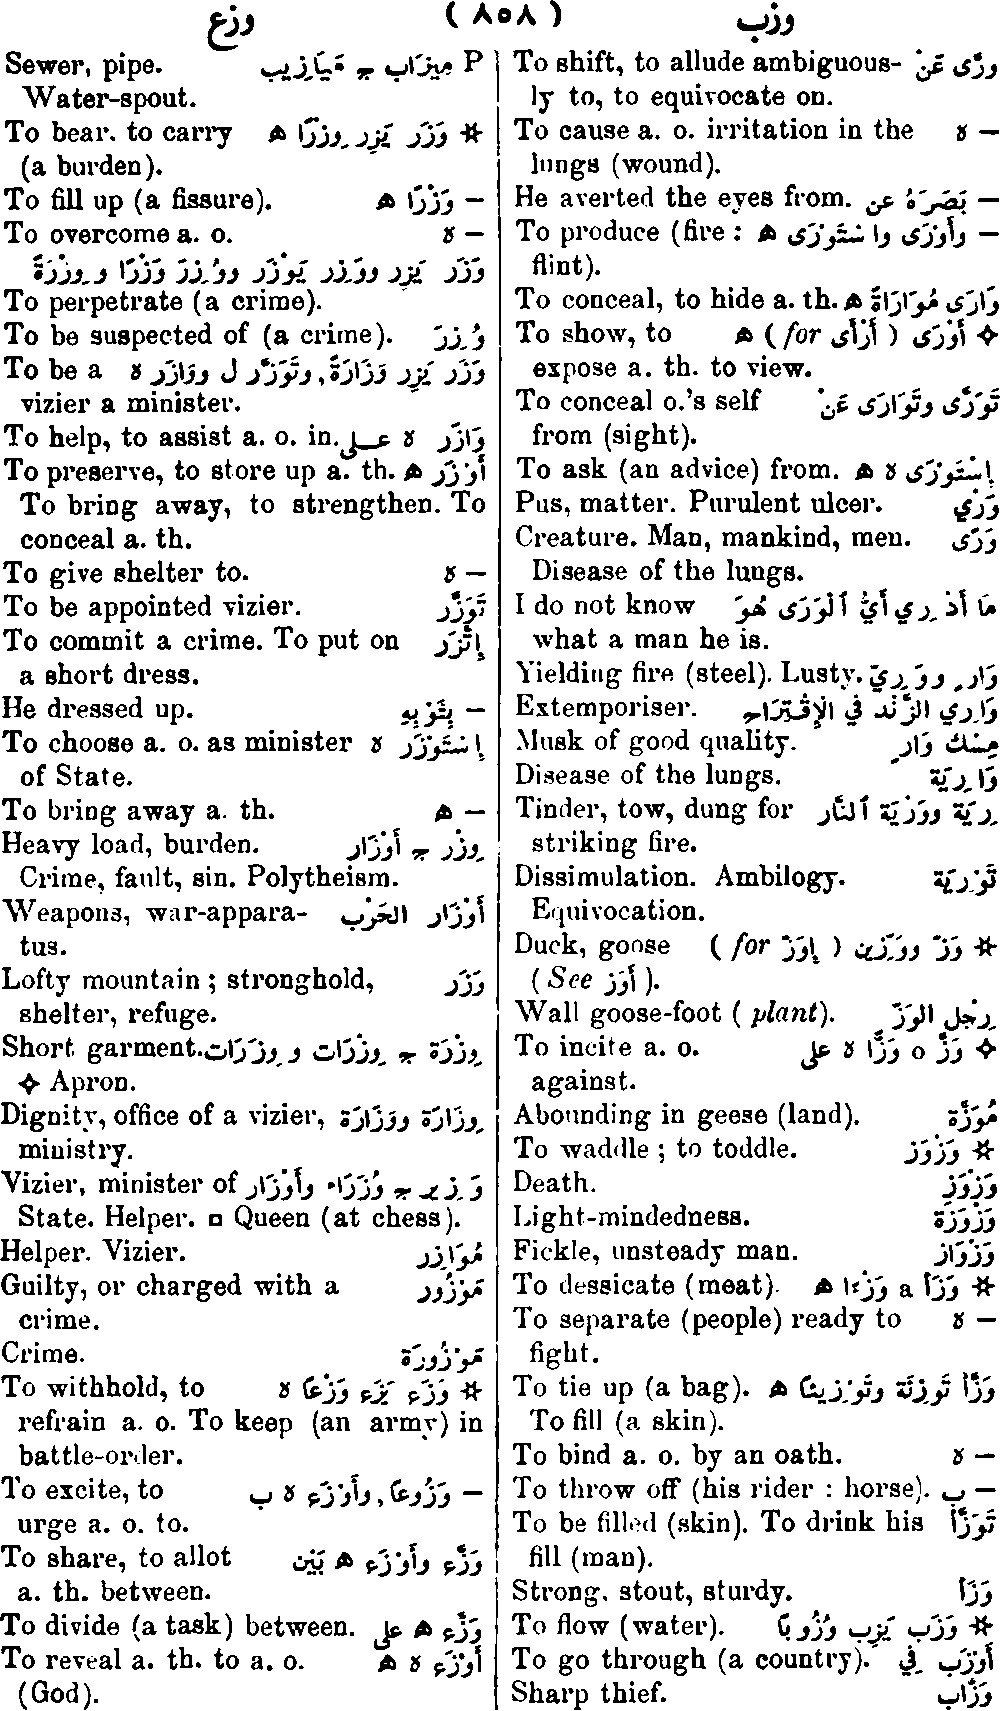 وزب ( ٨٥٨ ) وزع
To shift, to allude ambiguous- وَرَّى عَنْ
ly to, to equivocate on.
To cause a. o. irritation in the ه —
lungs (wound).
He averted the eyes from. — بَصَرَهُ عن
To produce (fire : — وأَوْرَى واسْتَوْرَى ه
flint).
To conceal, to hide a. th. وَارَى مُوَارَاةً ه
To show, to ✧ أَوْرَى ( for أَرْأَى ) ه
expose a. th. to view.
To conceal o.'s self تَوَرَّى وتَوَارَى عَنْ
from (sight).
To ask (an advice) from. إِسْتَوْرَى ه ه
Pus, matter. Purulent ulcer. وَرْي
Creature. Man, mankind, men. وَرًى
Disease of the lungs.
I do not know مَا أَدْرِي أَيُّ ٱلْوَرَى هُوَ
what a man he is.
Yielding fire (steel). Lusty. وَارٍ ووَرِيّ
Extemporiser. وَارِي الزَّنْد في الاِقْتِرَاح
Musk of good quality. مِسْك وَارٍ
Disease of the lungs. وَارِيَة
Tinder, tow, dung for رِيَة ووَرْيَة ٱلنَّار
striking fire.
Dissimulation. Ambilogy. تَوْرِيَة
Equivocation.
Duck, goose ✲ وَزّ ووَزِّين ( for إِوَزّ )
(See أَوَز ).
Wall goose-foot ( plant). رِجْل الوَزّ
To incite a. o. ✧ وَزَّ o وَزًّا ه على
against.
Abounding in geese (land). مُوَزَّة
To waddle ; to toddle. ✲ وَزْوَز
Death. وَزْوَز
Light-mindedness. وَزْوَزَة
Fickle, unsteady man. وَزْوَاز
To dessicate (meat). ✲ وَزَأَ a وَزْءًا ه
To separate (people) ready to ه —
fight.
To tie up (a bag). وَزَّأَ تَوْزِئَة وتَوْزِيئًا ه
To fill (a skin).
To bind a. o. by an oath. ه —
To throw off (his rider : horse). — ب
To be filled (skin). To drink his تَوَزَّأَ
fill (man).
Strong, stout, sturdy. وَزَأ
To flow (water). ✲ وَزَب يَزِب وُزُوبًا
To go through (a country). أَوْزَب في
Sharp thief. وَزَّاب
Sewer, pipe. P مِيزَاب ج مَيَازِيب
Water-spout.
To bear, to carry ✲ وَزَر يَزِر وِزْرًا ه
(a burden).
To fill up (a fissure). — وَزْرًا ه
To overcome a. o. ه —
وَزَر يَزِر ووَزِر يَوْزَر ووُزِرَ وَزْرًا و وِزْرَةً
To perpetrate (a crime).
To be suspected of (a crime). وُزِرَ
To be a وَزَر يَزِر وَزَارَةً, وتَوَزَّر ل ووَازَر ه
vizier a minister.
To help, to assist a. o. in. وَازَر ه عـلى
To preserve, to store up a. th. أَوْزَر ه
To bring away, to strengthen. To
conceal a. th.
To give shelter to. ه —
To be appointed vizier. تَوَزَّر
To commit a crime. To put on إِتَّزَر
a short dress.
He dressed up. — بِثَوْبِهِ
To choose a. o. as minister إِسْتَوْزَر ه
of State.
To bring away a. th. ه —
Heavy load, burden. وِزْر ج أَوْزَار
Crime, fault, sin. Polytheism.
Weapons, war-appara- أَوْزَار الحَرْب
tus.
Lofty mountain ; stronghold, وَزَر
shelter, refuge.
Short garment. وِزْرَة ج وِزْرَات و وِزَرَات
✧ Apron.
Dignity, office of a vizier, وِزَارَة ووَزَارَة
ministry.
Vizier, minister of وَزِير ج وُزَرَاء وأَوْزَار
State. Helper. ▫ Queen (at chess).
Helper. Vizier. مُوَازِر
Guilty, or charged with a مَوْزُور
crime.
Crime. مَوْزُورَة
To withhold, to ✲ وَزَع يَزَع وَزْعًا ه
refrain a. o. To keep (an army) in
battle-order.
To excite, to — وَزُوعًا, وأَوْزَع ه ب
urge a. o. to.
To share, to allot وَزَّع وأَوْزَع ه بَيْن
a. th. between.
To divide (a task) between. وَزَّع ه على
To reveal a. th. to a. o. أَوْزَع ه ه
(God).